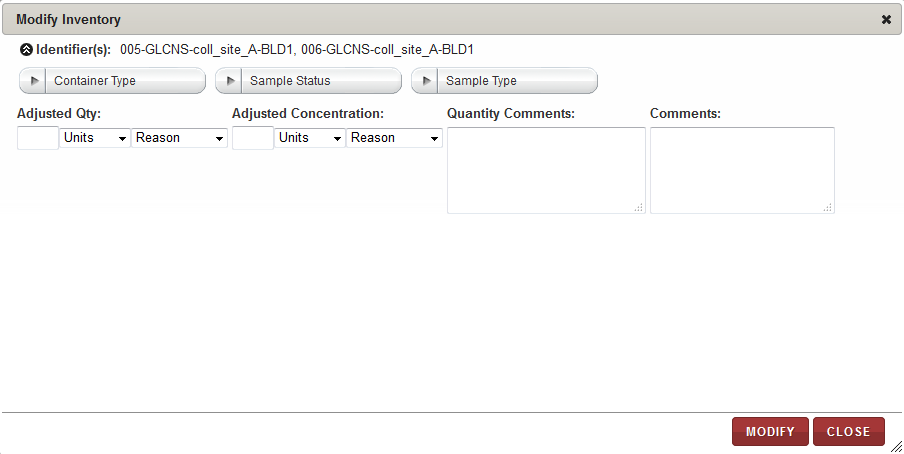 Modify Inventory
Identifier(s): 005-GLCNS-coll_site_A-BLD1, 006-GLCNS-coll_site_A-BLD1
Container Type Sample Status Sample Type
Adjusted Qty: Adjusted Concentration: Quantity Comments: Comments:
Units Reason Units Reason
MODIFY CLOSE